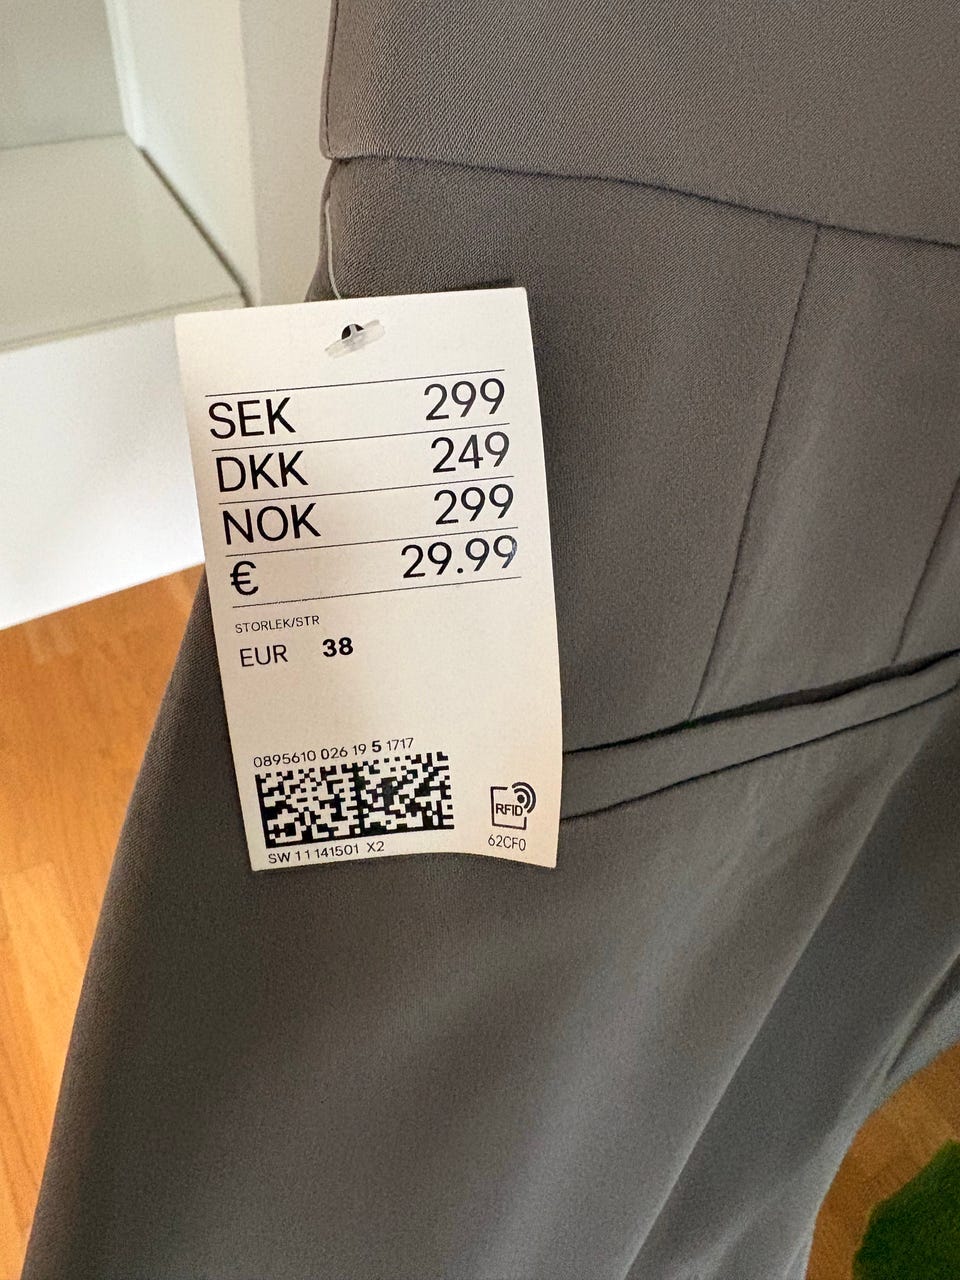 SEK 299
DKK 249
NOK 299
€ 29.99
STORLEK/STR
EUR 38
0895610 026 19 5 1717
RFID
SW 11141501 X2
62CF0